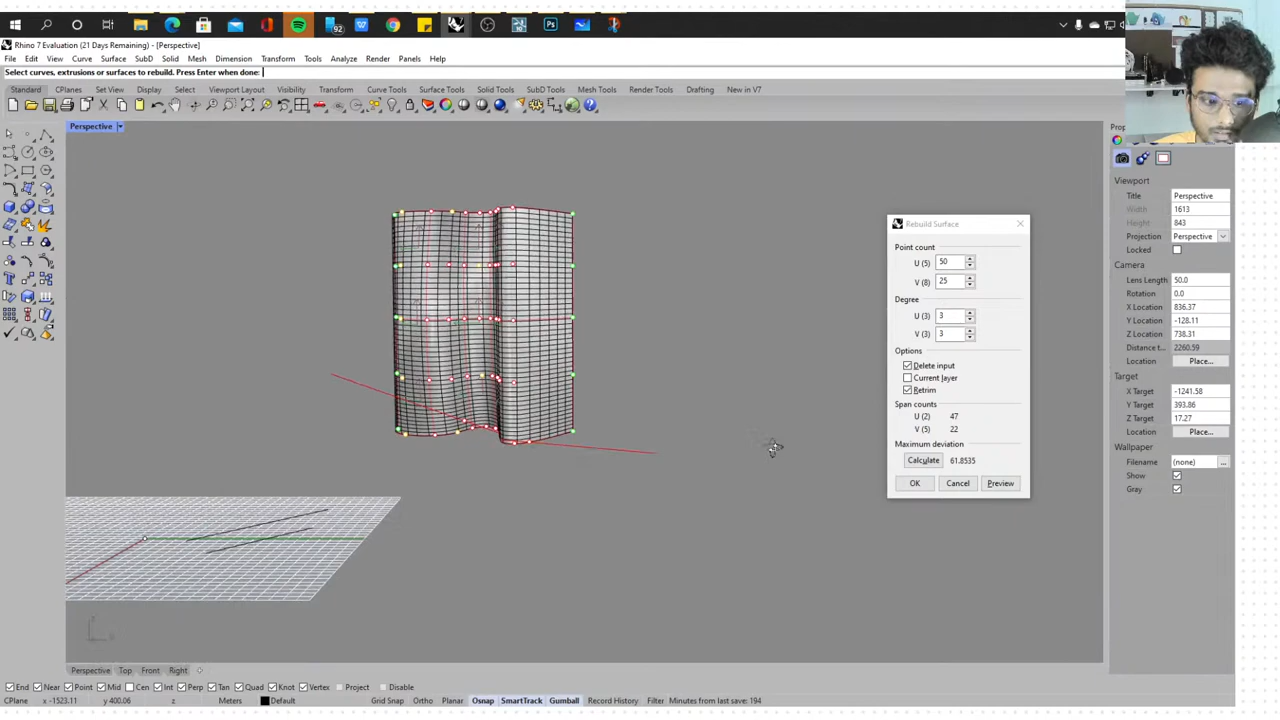 92
Rhino 7 Evaluation (21 Days Remaining) - [Perspective]
File Edit View Curve Surface SubD Solid Mesh Dimension Transform Tools Analyze Render Panels Help
Select curves, extrusions or surfaces to rebuild. Press Enter when done:
Standard CPlanes Set View Display Select Viewport Layout Visibility Transform Curve Tools Surface Tools Solid Tools SubD Tools Mesh Tools Render Tools Drafting New in V7
Perspective
Viewport
Title Perspective
Width 1613
Height 843
Projection Perspective
Locked
Camera
Lens Length 50.0
Rotation 0.0
X Location 836.37
Y Location -128.11
Z Location 738.31
Distance t... 2260.59
Location Place...
Target
X Target -1241.58
Y Target 393.86
Z Target 17.27
Location Place...
Wallpaper
Filename (none) ...
Show
Gray
Rebuild Surface
Point count
U (5) 50
V (8) 25
Degree
U (3) 3
V (3) 3
Options
Delete input
Current layer
Retrim
Span counts
U (2) 47
V (5) 22
Maximum deviation
Calculate 61.8535
OK Cancel Preview
Perspective Top Front Right
End Near Point Mid Cen Int Perp Tan Quad Knot Vertex Project Disable
CPlane x -1523.11 y 400.06 z Meters Default Grid Snap Ortho Planar Osnap SmartTrack Gumball Record History Filter Minutes from last save: 194